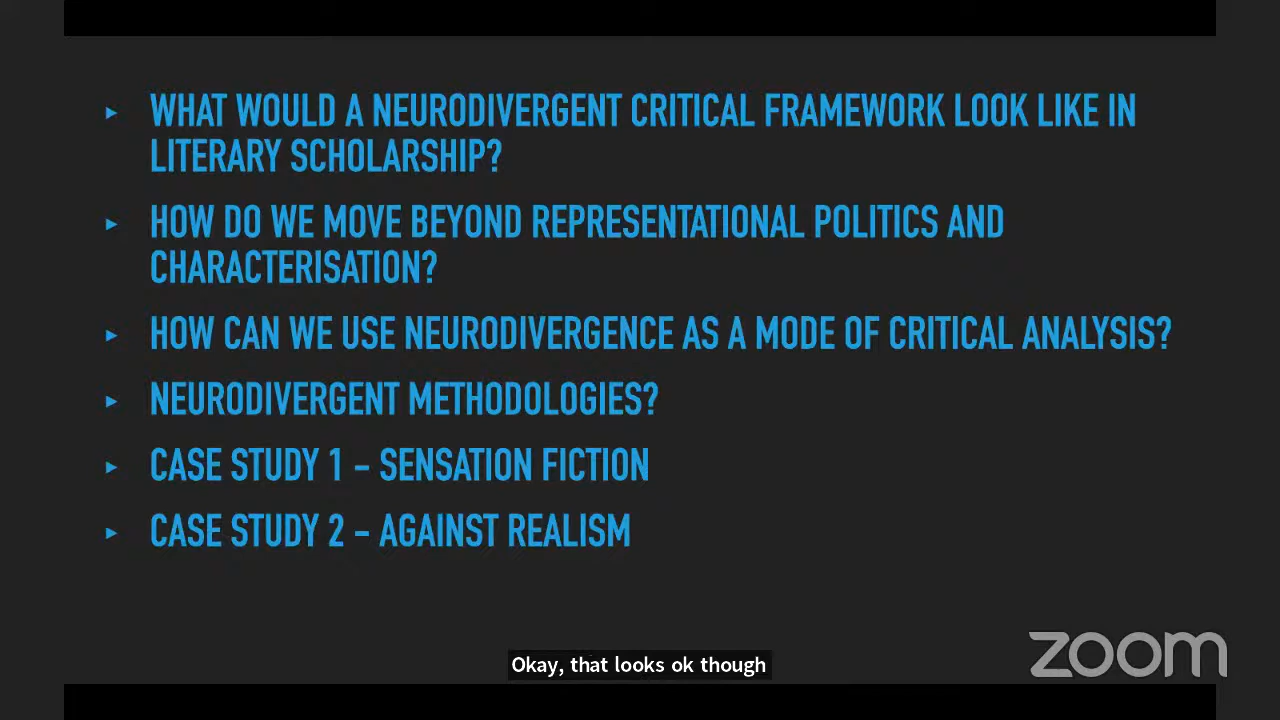 WHAT WOULD A NEURODIVERGENT CRITICAL FRAMEWORK LOOK LIKE IN
LITERARY SCHOLARSHIP?
HOW DO WE MOVE BEYOND REPRESENTATIONAL POLITICS AND
CHARACTERISATION?
HOW CAN WE USE NEURODIVERGENCE AS A MODE OF CRITICAL ANALYSIS?
NEURODIVERGENT METHODOLOGIES?
CASE STUDY 1 – SENSATION FICTION
CASE STUDY 2 – AGAINST REALISM
Okay, that looks ok though
zoom